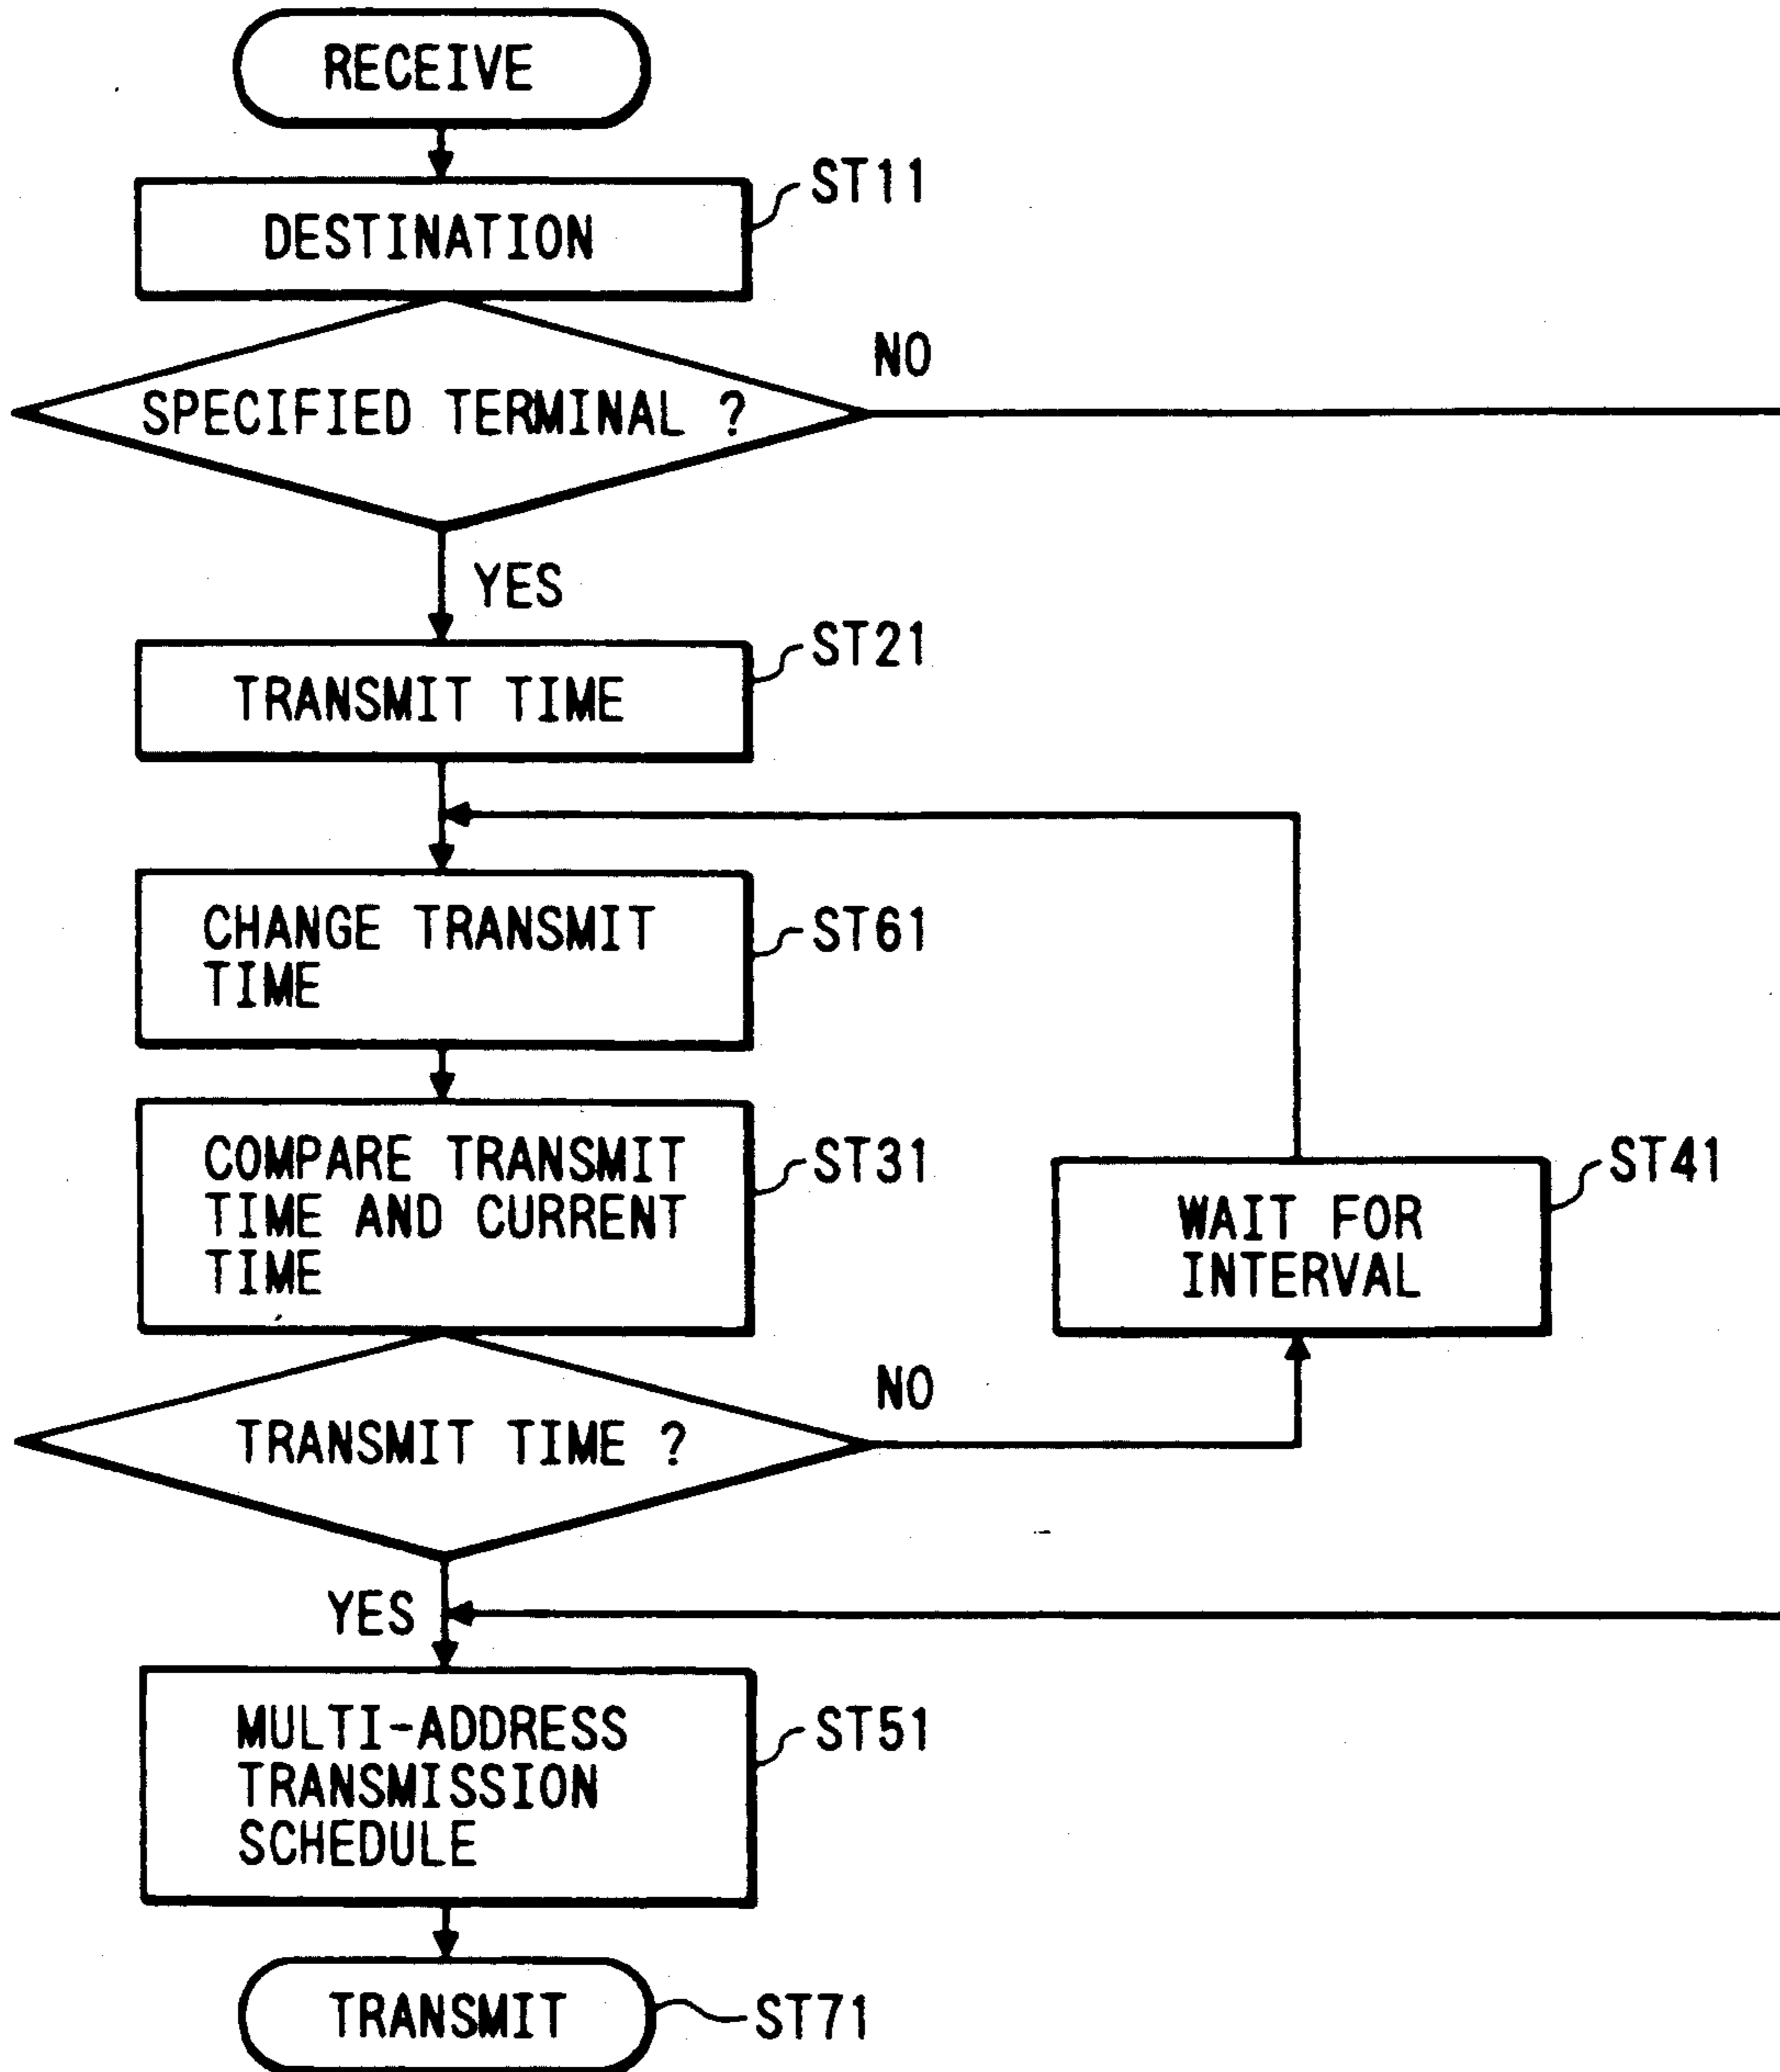 RECEIVE
ST11
DESTINATION
NO
SPECIFIED TERMINAL ?
YES
ST21
TRANSMIT TIME
CHANGE TRANSMIT
TIME
ST61
COMPARE TRANSMIT
TIME AND CURRENT
TIME
ST31
WAIT FOR
INTERVAL
ST41
NO
TRANSMIT TIME ?
YES
MULTI-ADDRESS
TRANSMISSION
SCHEDULE
ST51
TRANSMIT
ST71